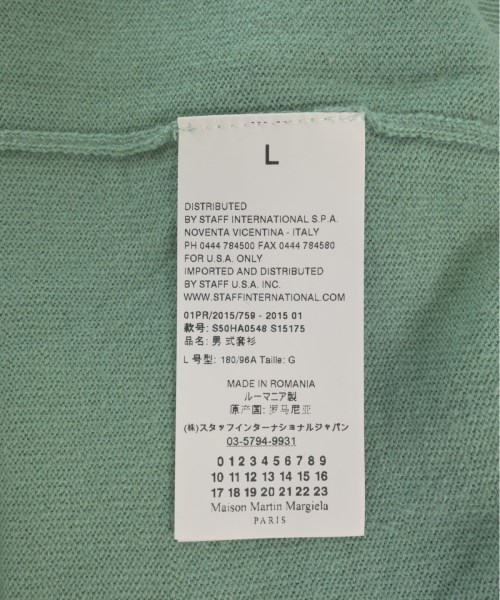 L
DISTRIBUTED
BY STAFF INTERNATIONAL S.P.A.
NOVENTA VICENTINA - ITALY
PH 0444 784500 FAX 0444 784580
FOR U.S.A. ONLY
IMPORTED AND DISTRIBUTED
BY STAFF U.S.A. INC.
WWW.STAFFINTERNATIONAL.COM
01PR/2015/759 - 2015 01
款号: S50HA0548 S15175
品名: 男 式套衫
L 号型: 180/96A Taille: G
MADE IN ROMANIA
ルーマニア製
原产国: 罗马尼亚
(株)スタッフインターナショナルジャパン
03-5794-9931
0 1 2 3 4 5 6 7 8 9
10 11 12 13 14 15 16
17 18 19 20 21 22 23
Maison Martin Margiela
PARIS